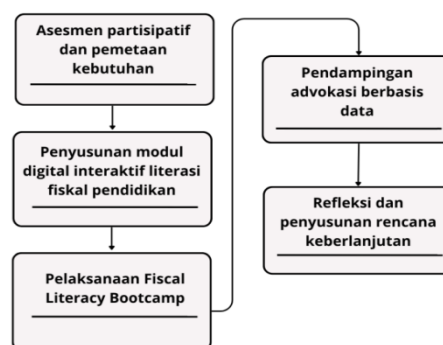 Asesmen partisipatif
dan pemetaan
kebutuhan
Penyusunan modul
digital interaktif literasi
fiskal pendidikan
Pelaksanaan Fiscal
Literacy Bootcamp
Pendampingan
advokasi berbasis
data
Refleksi dan
penyusunan rencana
keberlanjutan